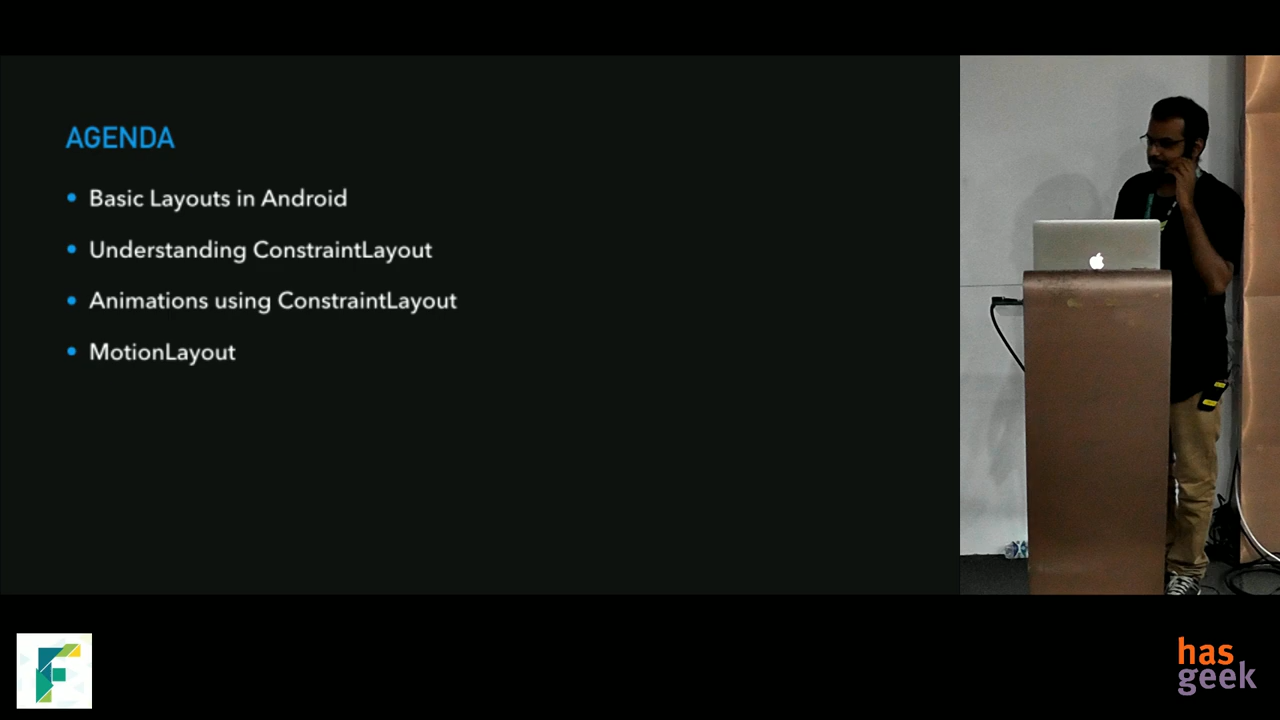 AGENDA
Basic Layouts in Android
Understanding ConstraintLayout
Animations using ConstraintLayout
MotionLayout
has
geek